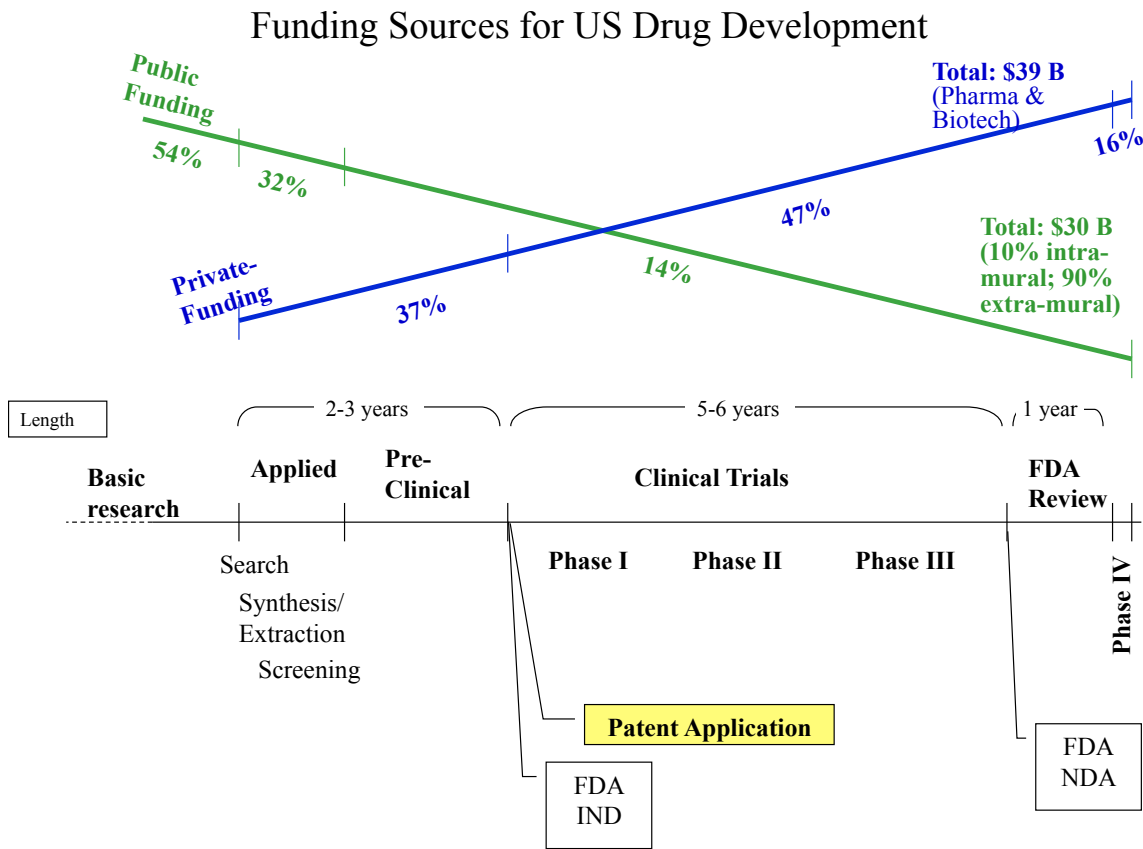 Funding Sources for US Drug Development
Public
Funding
54%
32%
14%
Total: $39 B
(Pharma &
Biotech)
16%
47%
37%
Private-
Funding
Total: $30 B
(10% intra-
mural; 90%
extra-mural)
Length
2-3 years
5-6 years
1 year
Basic
research
Applied
Pre-
Clinical
Clinical Trials
FDA
Review
Search
Synthesis/
Extraction
Screening
Phase I
Phase II
Phase III
Phase IV
Patent Application
FDA
IND
FDA
NDA